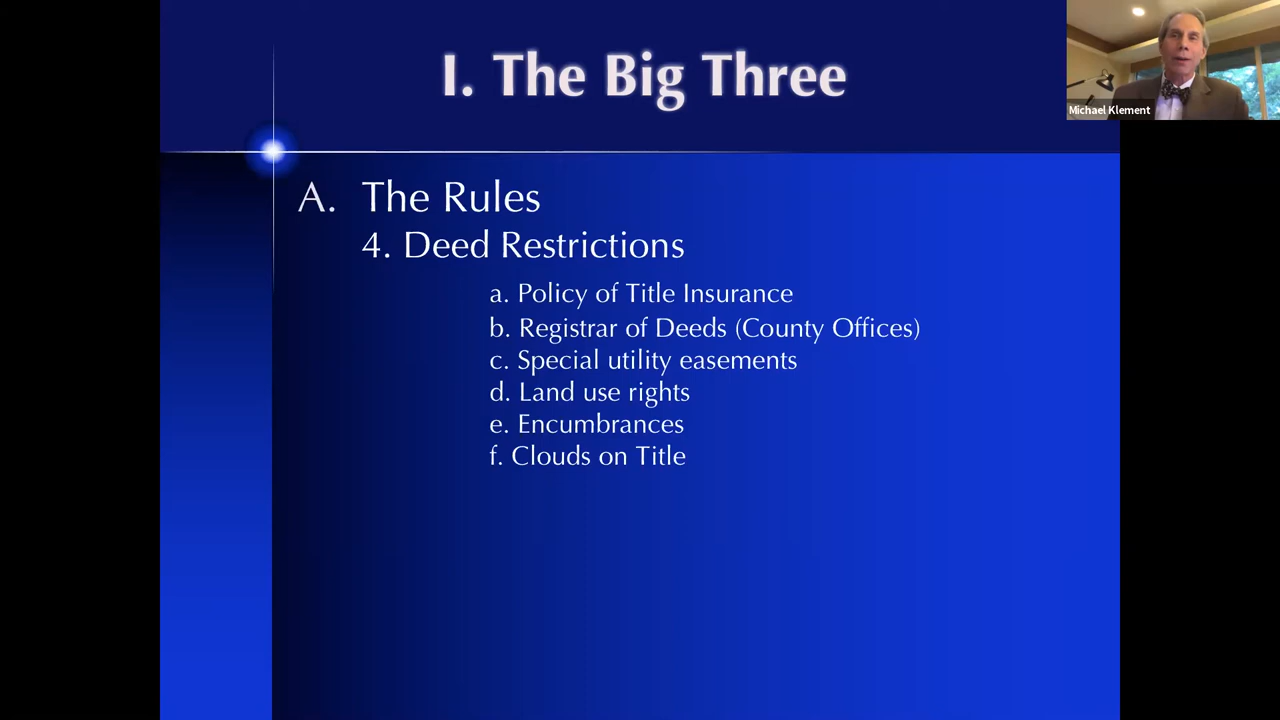 I. The Big Three
Michael Klement
A. The Rules
4. Deed Restrictions
a. Policy of Title Insurance
b. Registrar of Deeds (County Offices)
c. Special utility easements
d. Land use rights
e. Encumbrances
f. Clouds on Title